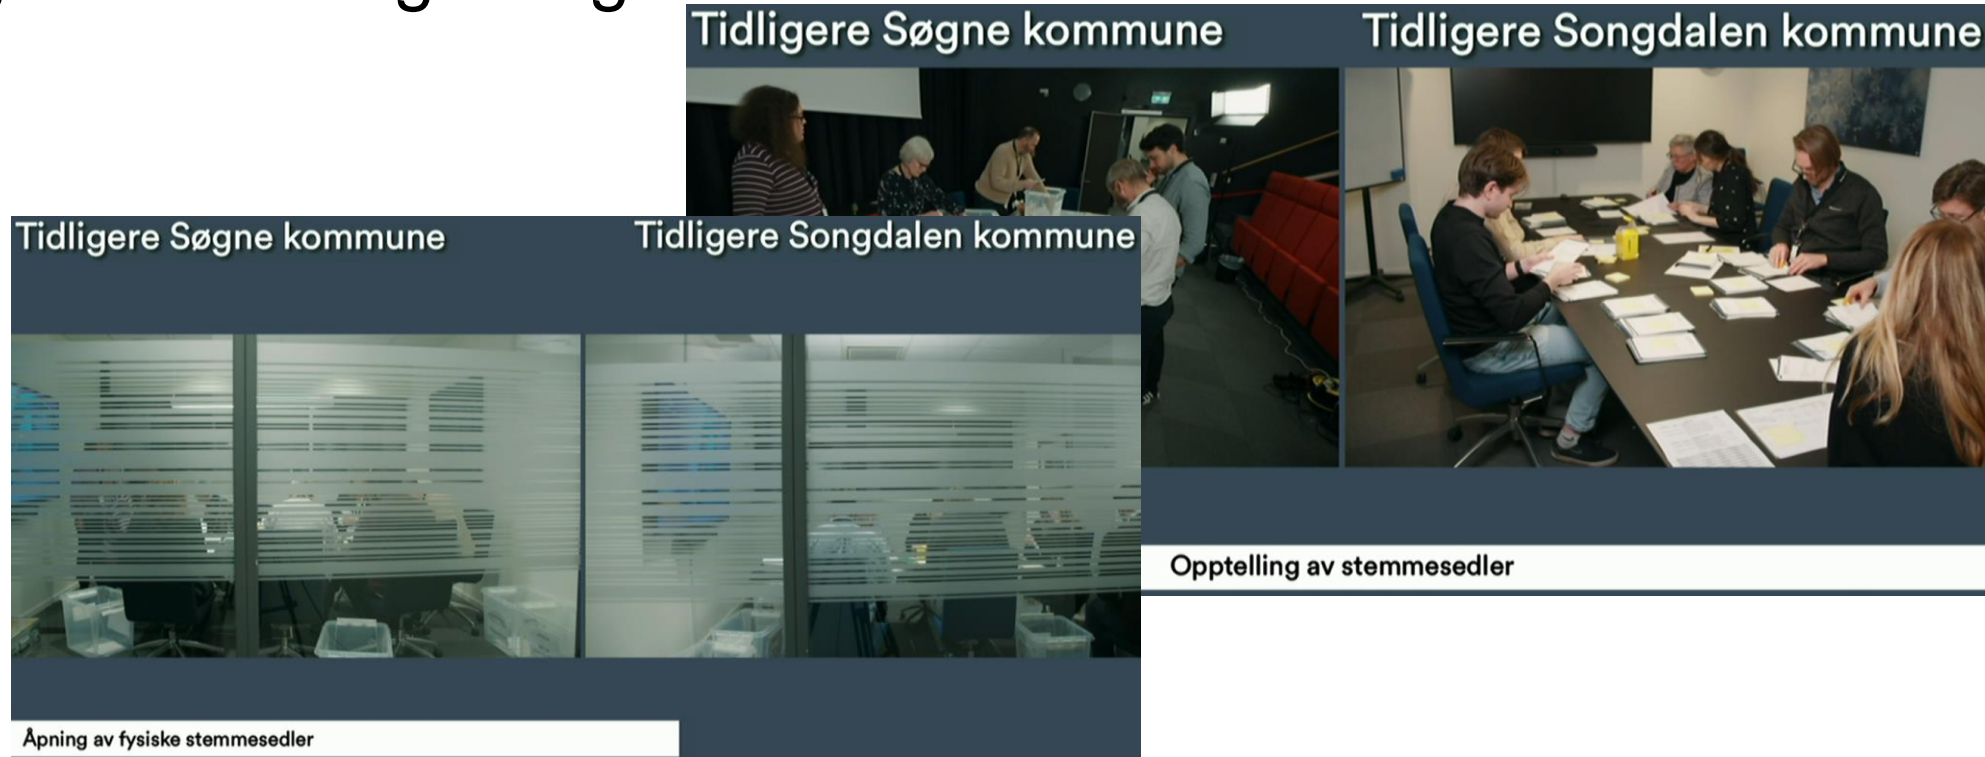 Tidligere Søgne kommune
Tidligere Songdalen kommune
Tidligere Søgne kommune
Tidligere Songdalen kommune
Opptelling av stemmesedler
Åpning av fysiske stemmesedler